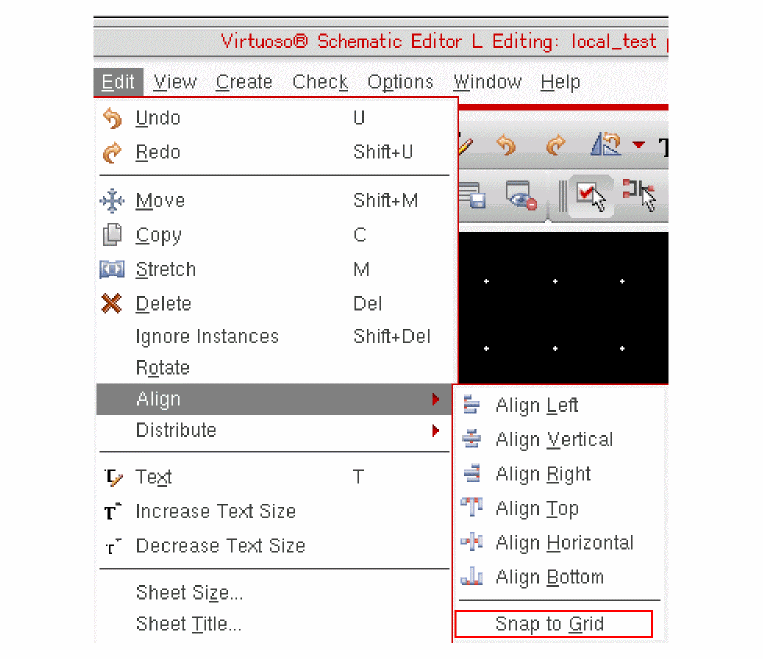 Virtuoso® Schematic Editor L Editing: local_test
Edit View Create Check Options Window Help
Undo U
Redo Shift+U
Move Shift+M
Copy C
Stretch M
Delete Del
Ignore Instances Shift+Del
Rotate
Align
Distribute
Text T
Increase Text Size
Decrease Text Size
Sheet Size...
Sheet Title...
Align Left
Align Vertical
Align Right
Align Top
Align Horizontal
Align Bottom
Snap to Grid